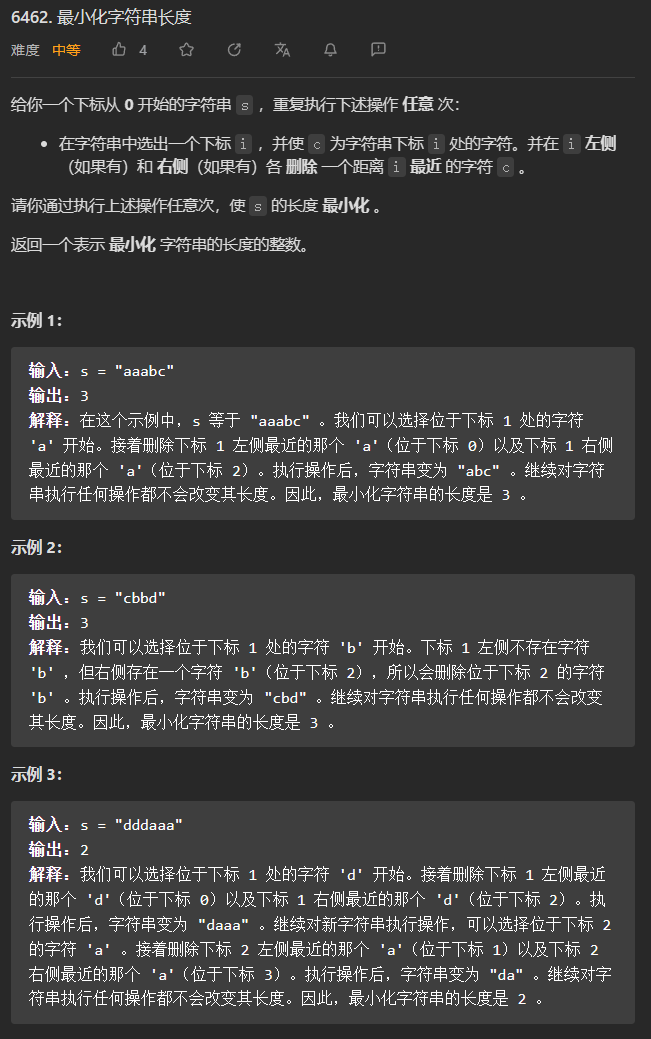 6462. 最小化字符串长度
难度 中等 4
给你一个下标从 0 开始的字符串 s ，重复执行下述操作 任意 次：
• 在字符串中选出一个下标 i ，并使 c 为字符串下标 i 处的字符。并在 i 左侧
（如果有）和 右侧（如果有）各 删除 一个距离 i 最近 的字符 c 。
请你通过执行上述操作任意次，使 s 的长度 最小化 。
返回一个表示 最小化 字符串的长度的整数。
示例 1：
输入：s = "aaabc"
输出：3
解释：在这个示例中，s 等于 "aaabc" 。我们可以选择位于下标 1 处的字符
'a' 开始。接着删除下标 1 左侧最近的那个 'a'（位于下标 0）以及下标 1 右侧
最近的那个 'a'（位于下标 2）。执行操作后，字符串变为 "abc" 。继续对字符
串执行任何操作都不会改变其长度。因此，最小化字符串的长度是 3 。
示例 2：
输入：s = "cbbd"
输出：3
解释：我们可以选择位于下标 1 处的字符 'b' 开始。下标 1 左侧不存在字符
'b' ，但右侧存在一个字符 'b'（位于下标 2），所以会删除位于下标 2 的字符
'b' 。执行操作后，字符串变为 "cbd" 。继续对字符串执行任何操作都不会改变
其长度。因此，最小化字符串的长度是 3 。
示例 3：
输入：s = "dddaaa"
输出：2
解释：我们可以选择位于下标 1 处的字符 'd' 开始。接着删除下标 1 左侧最近
的那个 'd'（位于下标 0）以及下标 1 右侧最近的那个 'd'（位于下标 2）。执
行操作后，字符串变为 "daaa" 。继续对新字符串执行操作，可以选择位于下标 2
的字符 'a' 。接着删除下标 2 左侧最近的那个 'a'（位于下标 1）以及下标 2
右侧最近的那个 'a'（位于下标 3）。执行操作后，字符串变为 "da" 。继续对字
符串执行任何操作都不会改变其长度。因此，最小化字符串的长度是 2 。